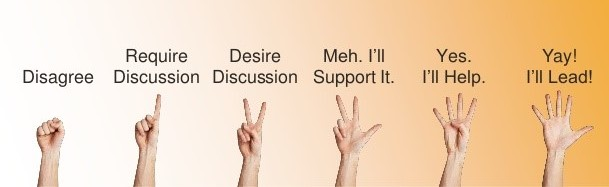 Disagree
Require
Discussion
Desire
Discussion
Meh. I'll
Support It.
Yes.
I'll Help.
Yay!
I'll Lead!